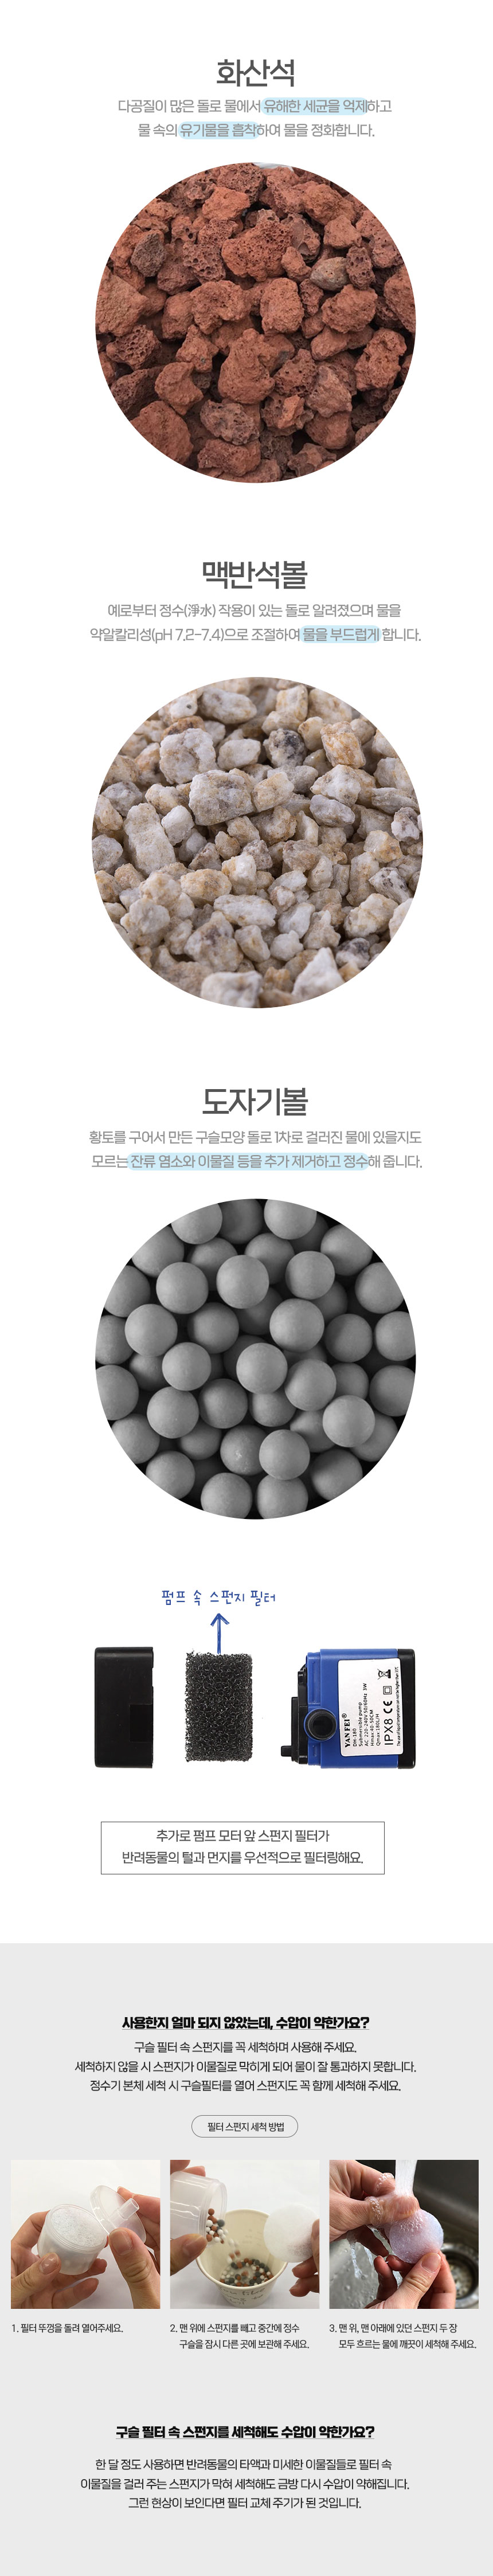 화산석
다공질이 많은 돌로 물에서 유해한 세균을 억제하고
물 속의 유기물을 흡착하여 물을 정화합니다.
맥반석볼
예로부터 정수(淨水) 작용이 있는 돌로 알려졌으며 물을
약알칼리성(pH 7.2-7.4)으로 조절하여 물을 부드럽게 합니다.
도자기볼
황토를 구어서 만든 구슬모양 돌로 1차로 걸러진 물에 있을지도
모르는 잔류 염소와 이물질 등을 추가 제거하고 정수해 줍니다.
펌프 속 스펀지 필터
YAN FEI®
Submersible pump
AC 220-240V 50/60Hz 3W
IPX8 CE
추가로 펌프 모터 앞 스펀지 필터가
반려동물의 털과 먼지를 우선적으로 필터링해요.
사용한지 얼마 되지 않았는데, 수압이 약한가요?
구슬 필터 속 스펀지를 꼭 세척하며 사용해 주세요.
세척하지 않을 시 스펀지가 이물질로 막히게 되어 물이 잘 통과하지 못합니다.
정수기 본체 세척 시 구슬필터를 열어 스펀지도 꼭 함께 세척해 주세요.
필터 스펀지 세척 방법
1. 필터 뚜껑을 돌려 열어주세요.
2. 맨 위에 스펀지를 빼고 중간에 정수
구슬을 잠시 다른 곳에 보관해 주세요.
3. 맨 위, 맨 아래에 있던 스펀지 두 장
모두 흐르는 물에 깨끗이 세척해 주세요.
구슬 필터 속 스펀지를 세척해도 수압이 약한가요?
한 달 정도 사용하면 반려동물의 타액과 미세한 이물질들로 필터 속
이물질을 걸러 주는 스펀지가 막혀 세척해도 금방 다시 수압이 약해집니다.
그런 현상이 보인다면 필터 교체 주기가 된 것입니다.